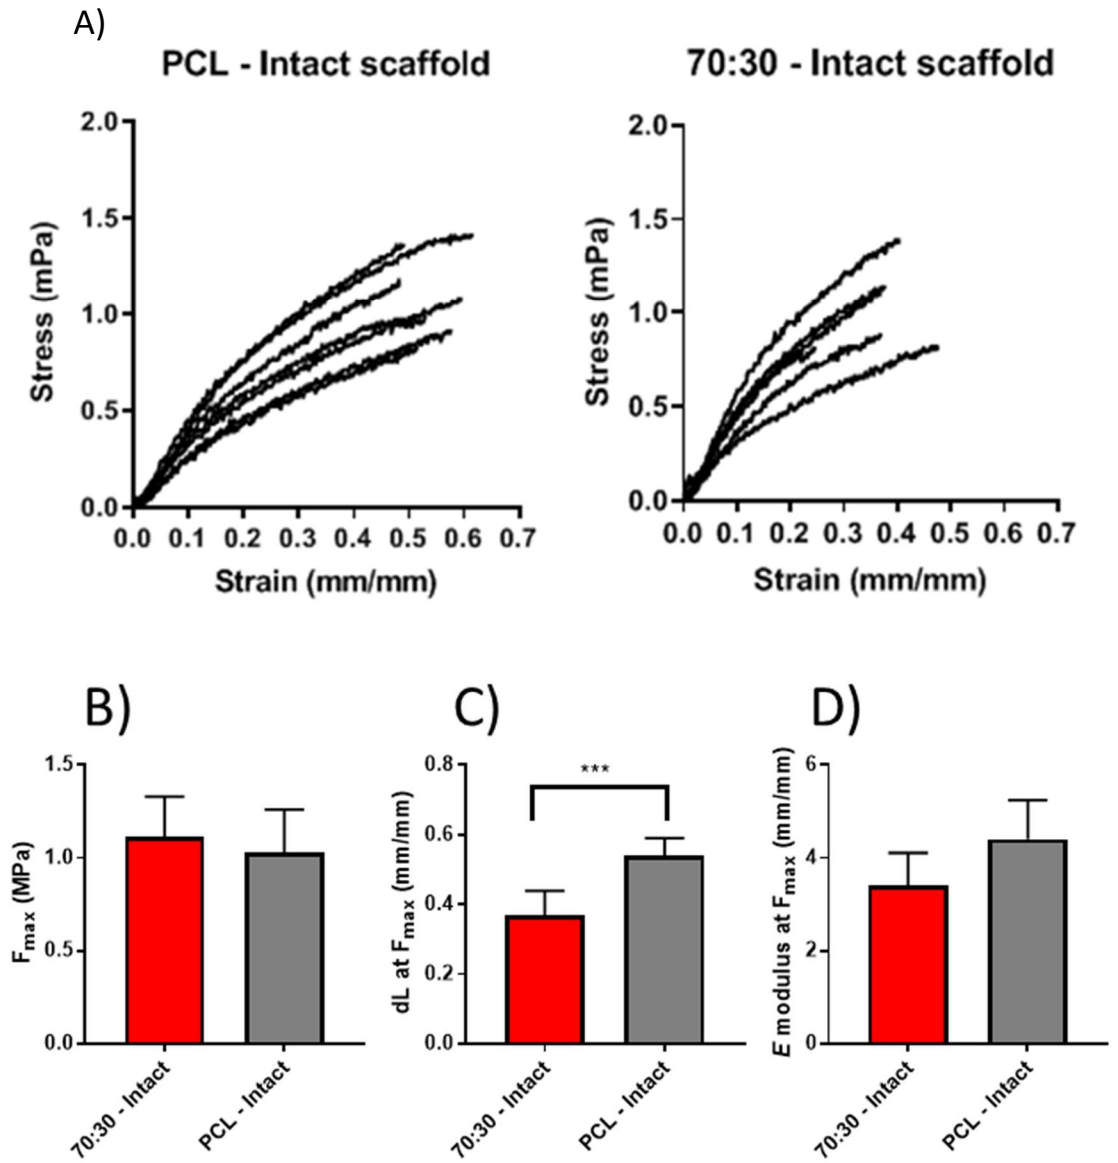 A)
PCL - Intact scaffold
70:30 - Intact scaffold
2.0
1.5
1.0
0.5
0.0
Stress (mPa)
0.0 0.1 0.2 0.3 0.4 0.5 0.6 0.7
Strain (mm/mm)
2.0
1.5
1.0
0.5
0.0
Stress (mPa)
0.0 0.1 0.2 0.3 0.4 0.5 0.6 0.7
Strain (mm/mm)
B)
1.5
1.0
0.5
0.0
Fmax (MPa)
70:30 - Intact
PCL - Intact
C)
0.8
0.6
0.4
0.2
0.0
dL at Fmax (mm/mm)
***
70:30 - Intact
PCL - Intact
D)
6
4
2
0
E modulus at Fmax (mm/mm)
70:30 - Intact
PCL - Intact